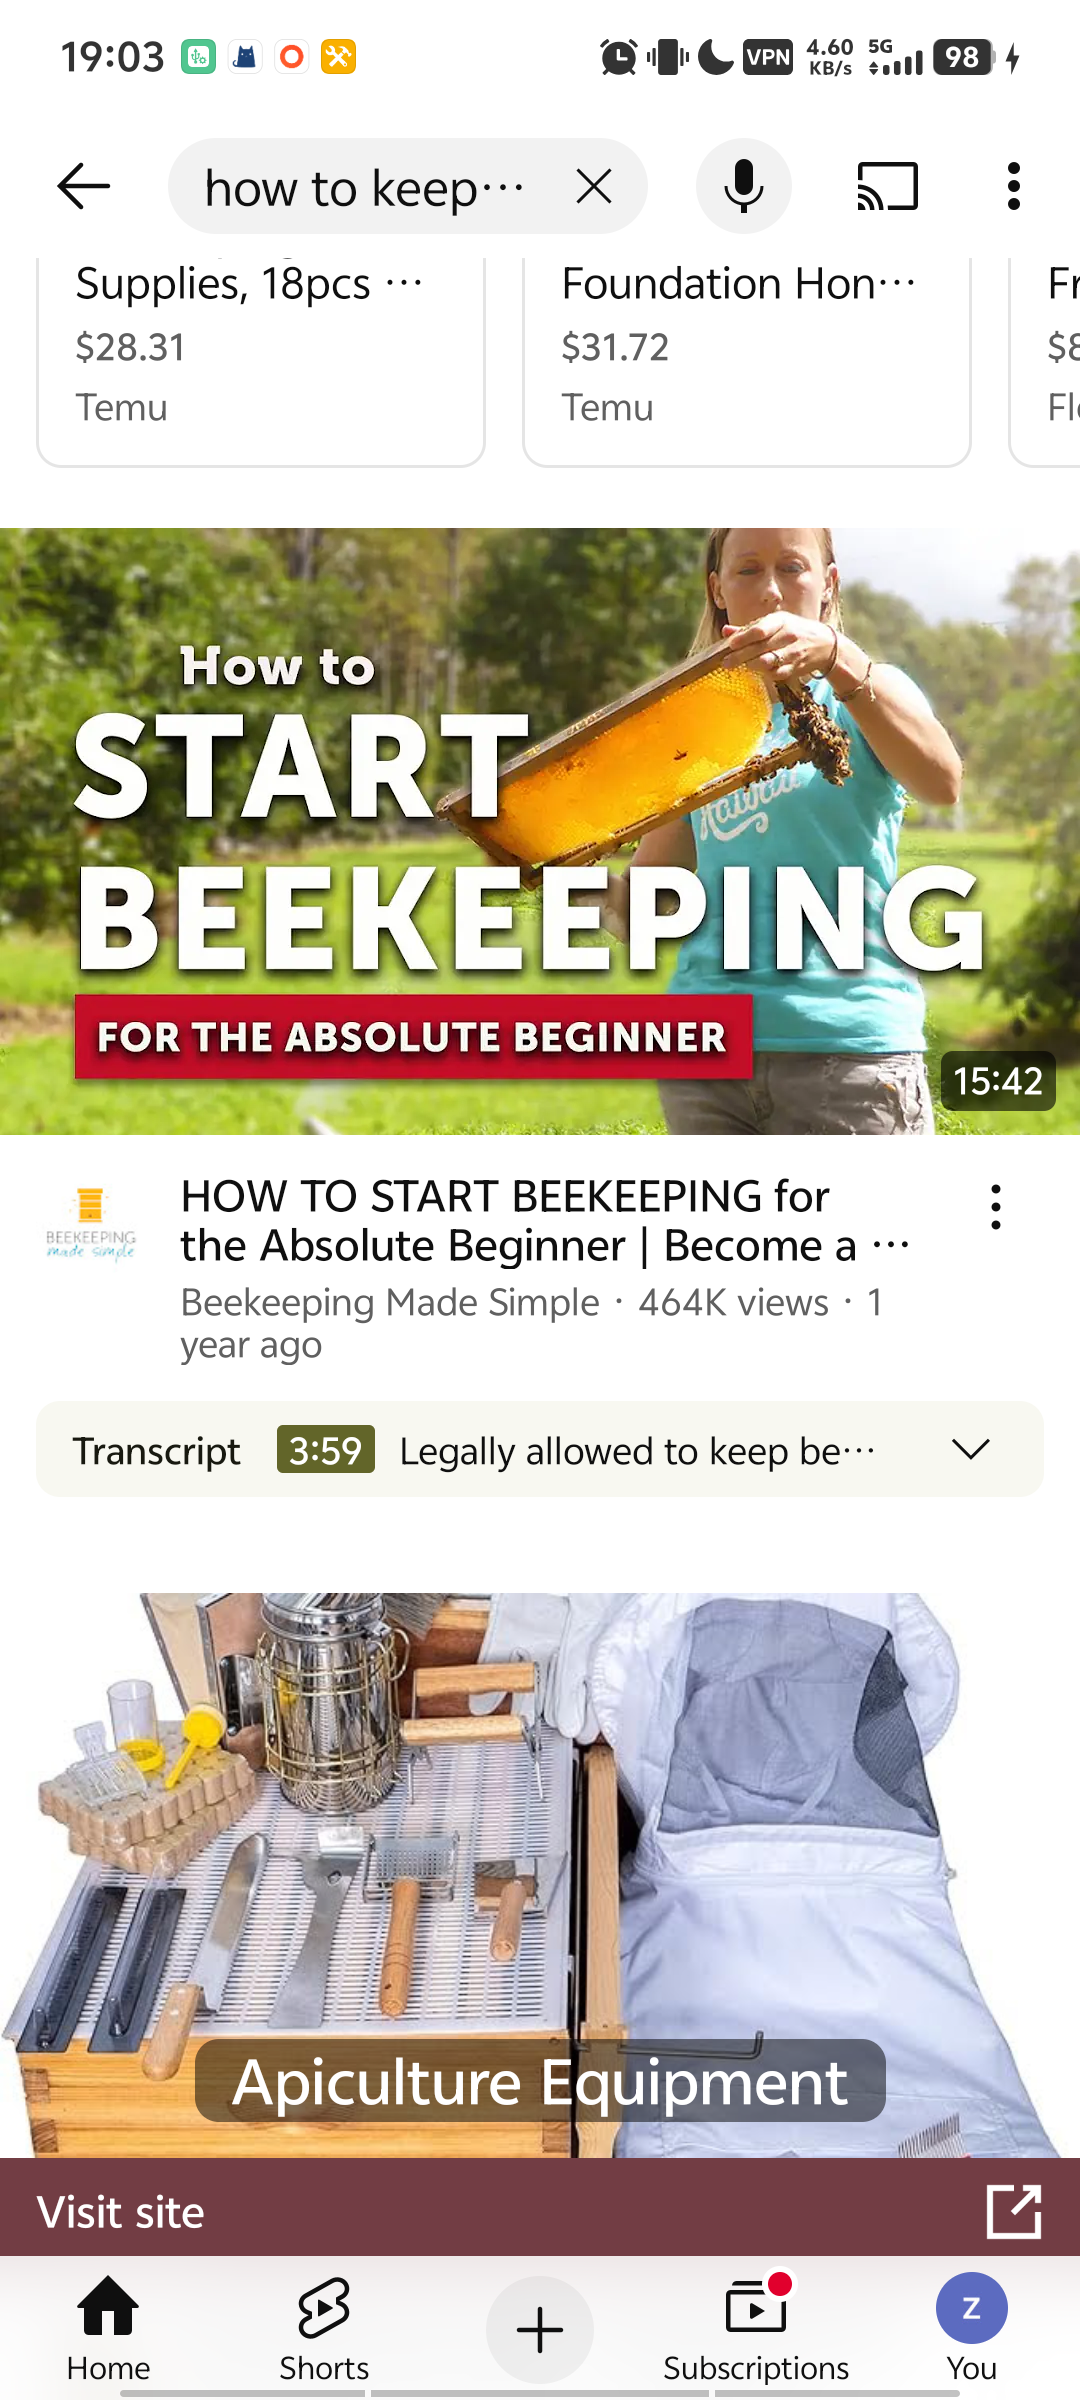 19:03
VPN
4.60
KB/s
5G
98
how to keep···
Supplies, 18pcs ···
$28.31
Temu
Foundation Hon···
$31.72
Temu
How to
START
BEEKEEPING
FOR THE ABSOLUTE BEGINNER
15:42
BEEKEEPING
made simple
HOW TO START BEEKEEPING for
the Absolute Beginner | Become a ···
Beekeeping Made Simple · 464K views · 1
year ago
Transcript 3:59 Legally allowed to keep be···
Apiculture Equipment
Visit site
Home
Shorts
Subscriptions
Z
You